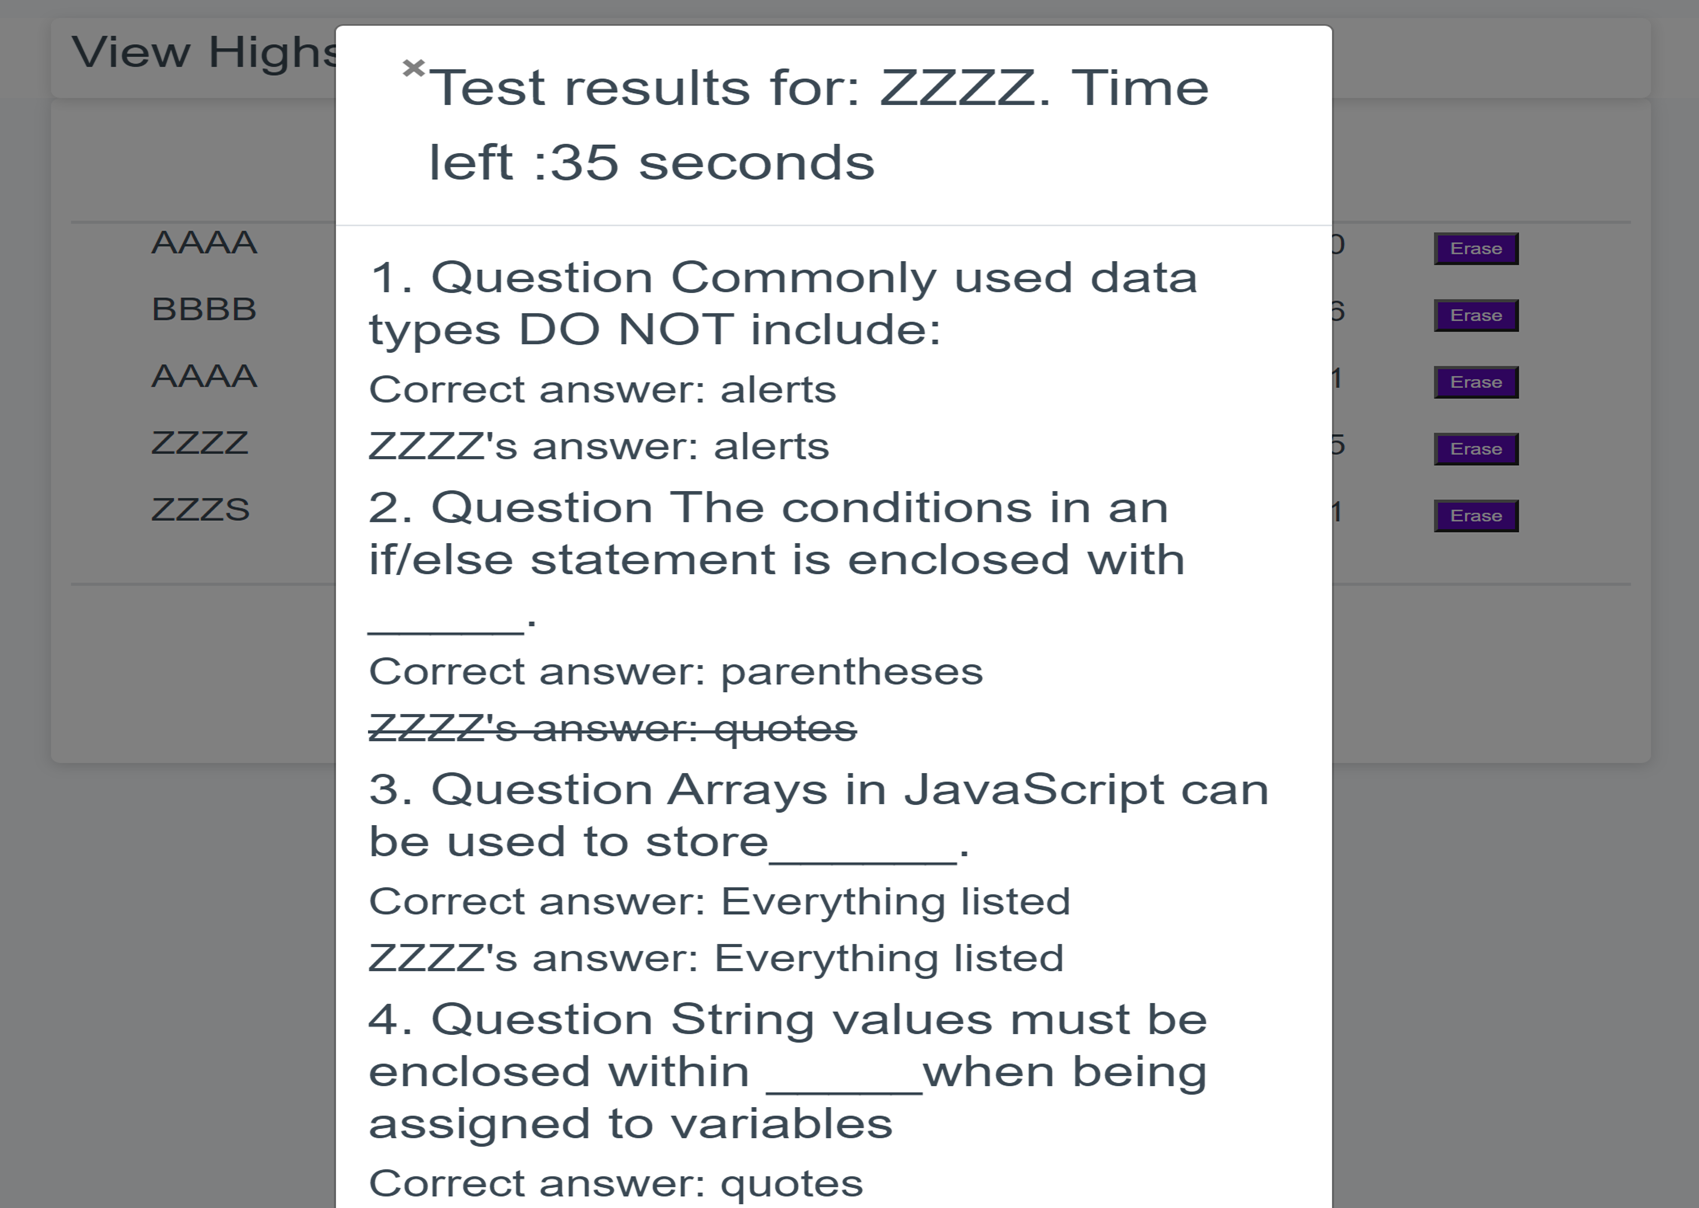 View Highs
× Test results for: ZZZZ. Time
left :35 seconds
AAAA
0 Erase
BBBB
6 Erase
AAAA
1 Erase
ZZZZ
5 Erase
ZZZS
1 Erase
1. Question Commonly used data
types DO NOT include:
Correct answer: alerts
ZZZZ's answer: alerts
2. Question The conditions in an
if/else statement is enclosed with
_____.
Correct answer: parentheses
ZZZZ's answer: quotes
3. Question Arrays in JavaScript can
be used to store______.
Correct answer: Everything listed
ZZZZ's answer: Everything listed
4. Question String values must be
enclosed within _____when being
assigned to variables
Correct answer: quotes